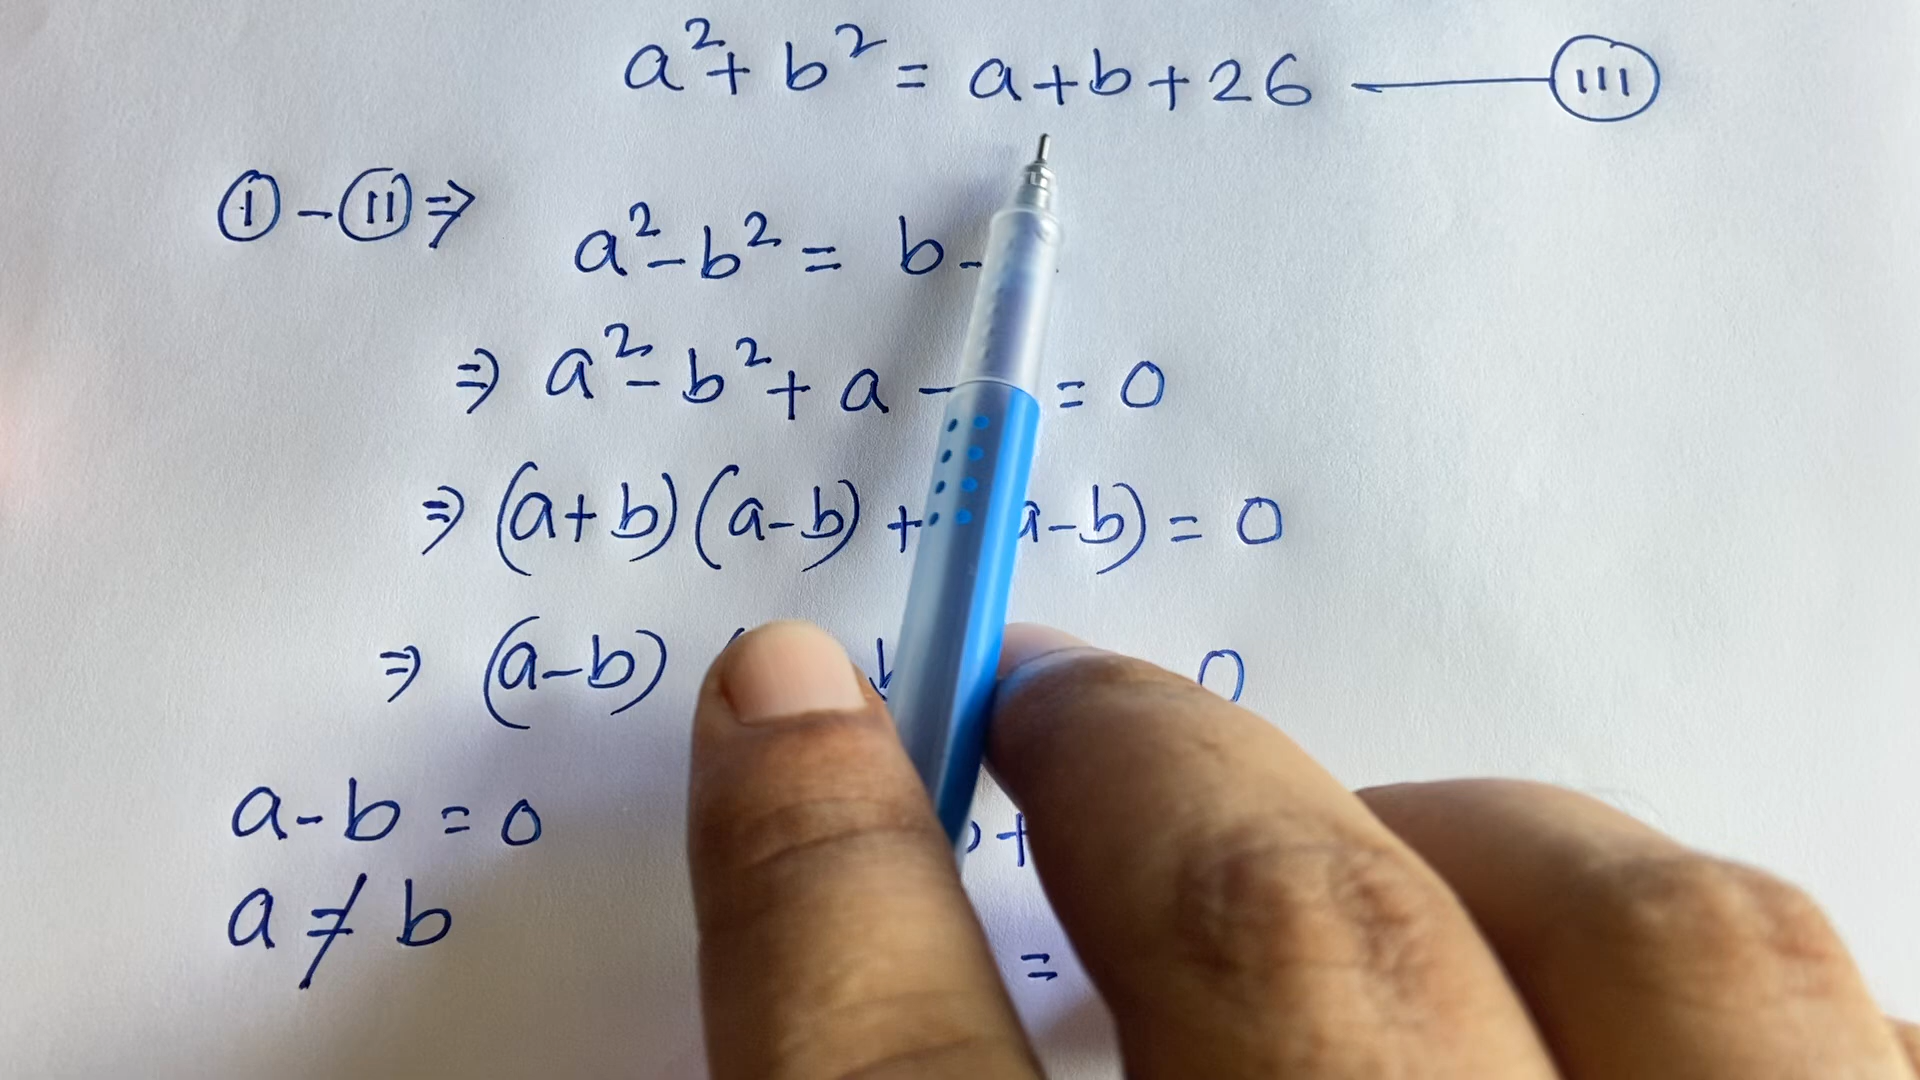 a²+ b² = a+b+26 — (III)
(I) – (II) ⇒ a² – b² = b -
⇒ a² – b² + a – = 0
⇒ (a+b)(a-b) + a-b) = 0
⇒ (a-b) 0
a-b = 0 +
a ≠ b =